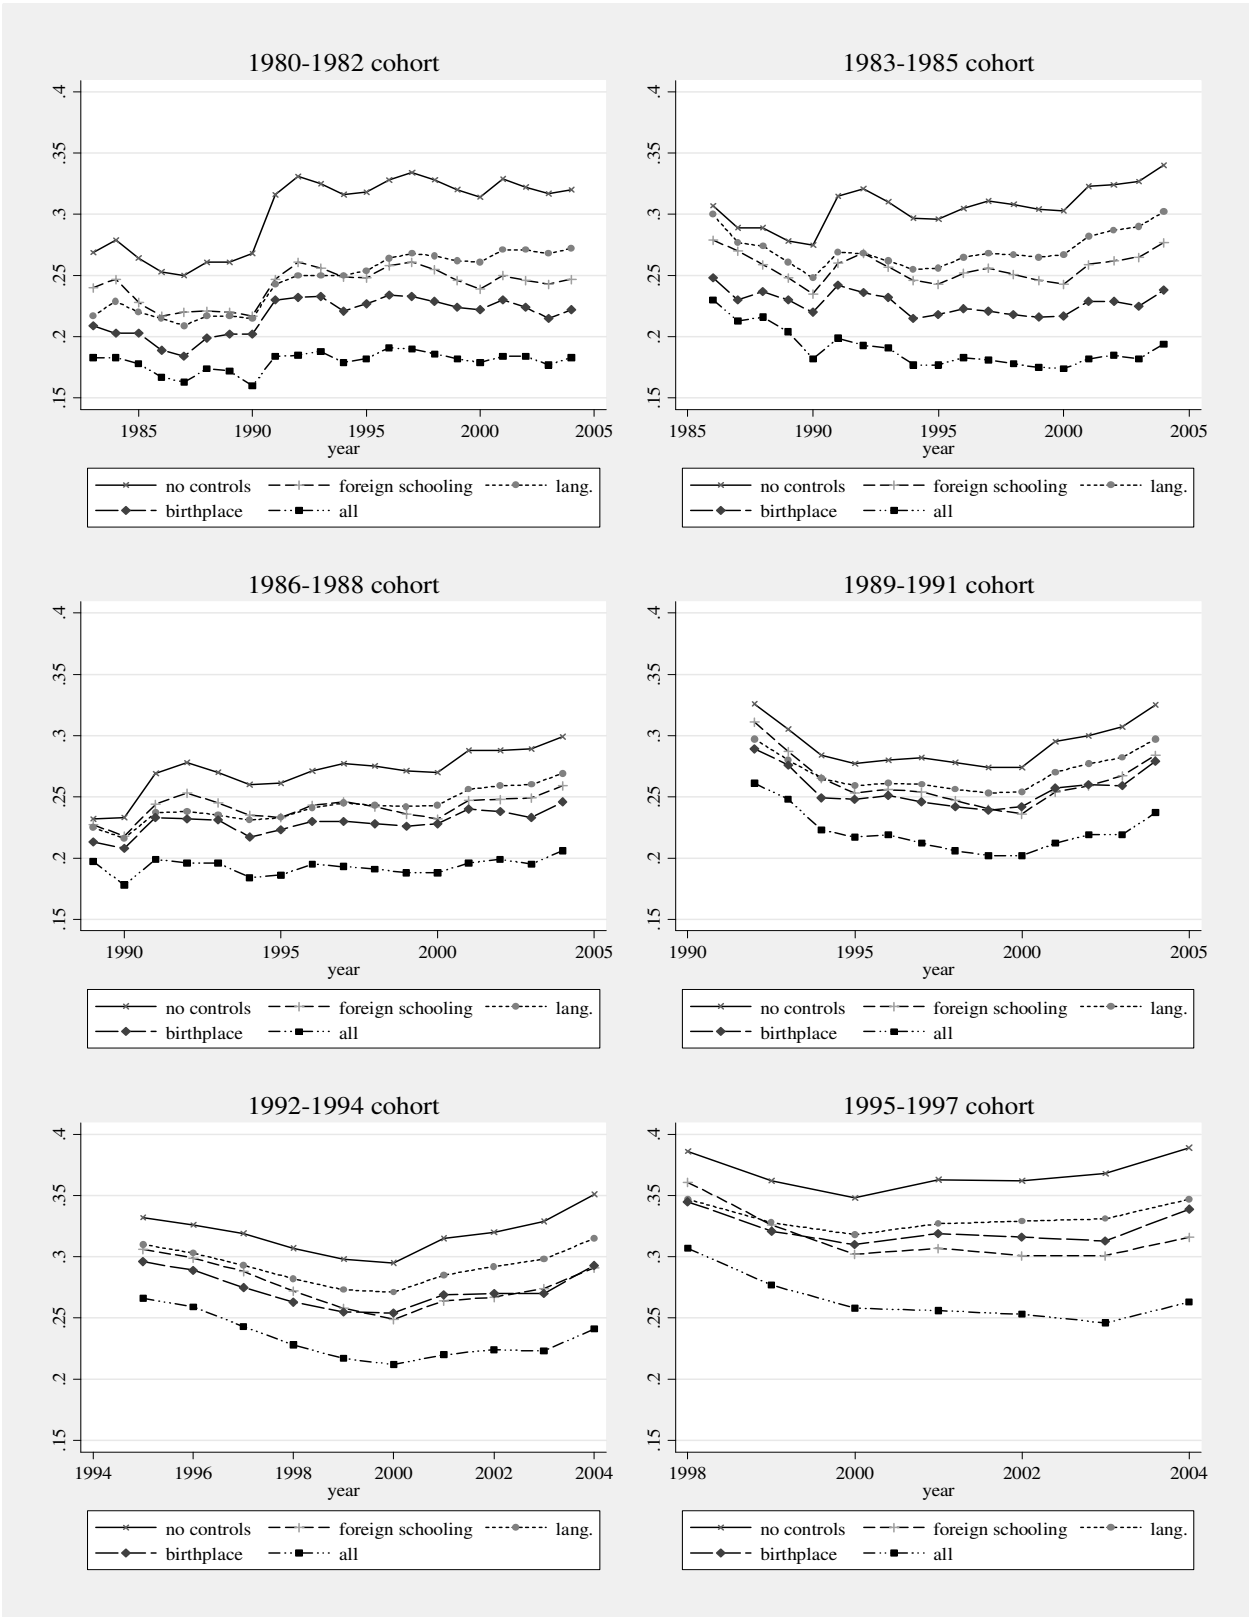 1980-1982 cohort
.4
.35
.3
.25
.2
.15
1985 1990 1995 2000 2005
year
no controls foreign schooling lang.
birthplace all
1983-1985 cohort
.4
.35
.3
.25
.2
.15
1985 1990 1995 2000 2005
year
no controls foreign schooling lang.
birthplace all
1986-1988 cohort
.4
.35
.3
.25
.2
.15
1990 1995 2000 2005
year
no controls foreign schooling lang.
birthplace all
1989-1991 cohort
.4
.35
.3
.25
.2
.15
1990 1995 2000 2005
year
no controls foreign schooling lang.
birthplace all
1992-1994 cohort
.4
.35
.3
.25
.2
.15
1994 1996 1998 2000 2002 2004
year
no controls foreign schooling lang.
birthplace all
1995-1997 cohort
.4
.35
.3
.25
.2
.15
1998 2000 2002 2004
year
no controls foreign schooling lang.
birthplace all